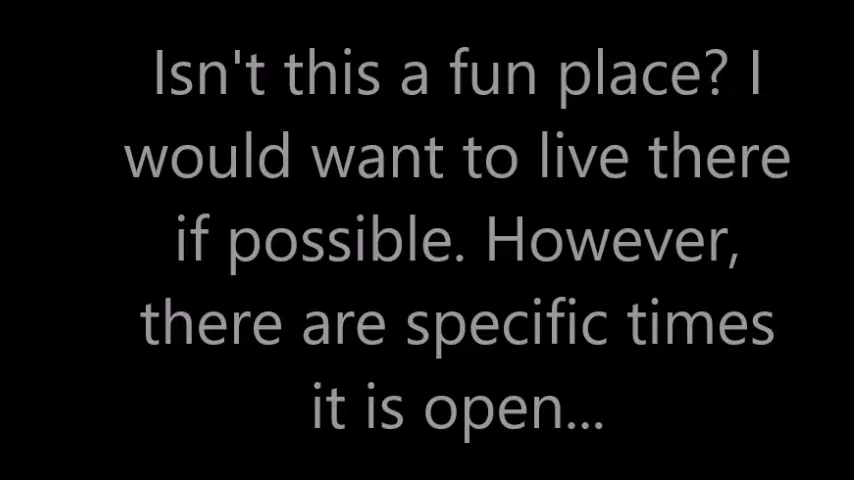 Isn't this a fun place? I
would want to live there
if possible. However,
there are specific times
it is open...